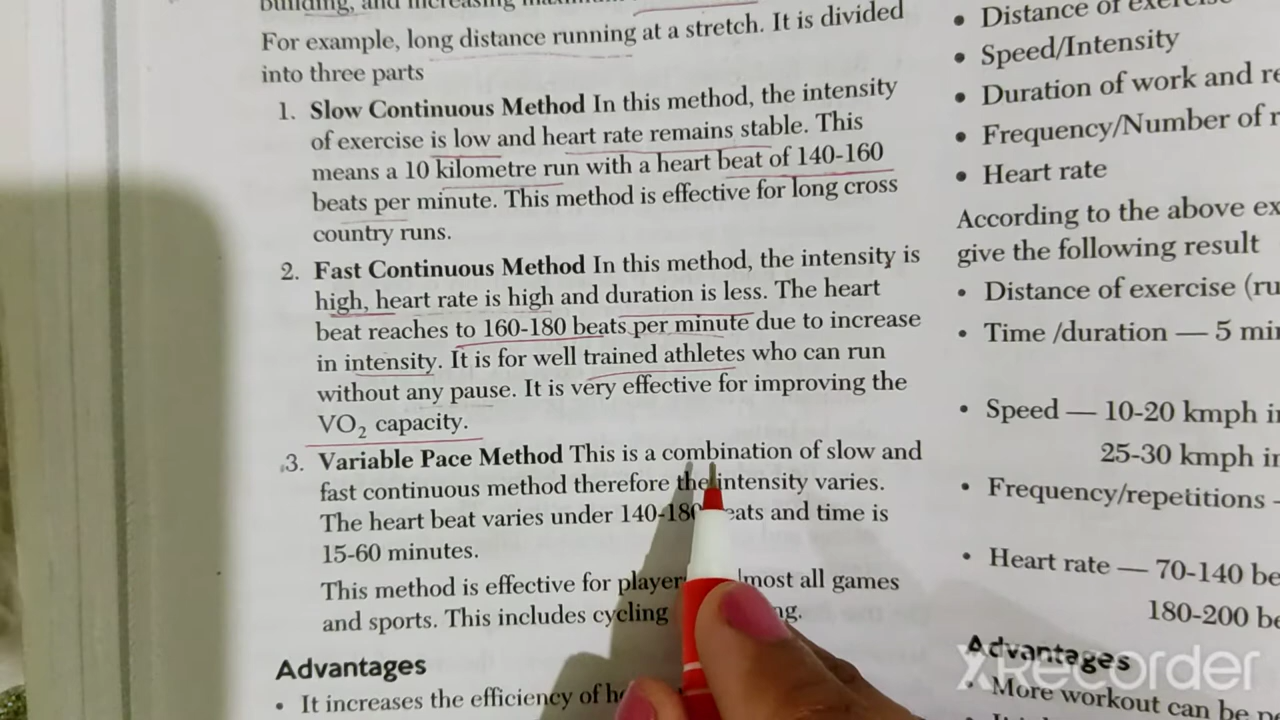 building, and increasing
For example, long distance running at a stretch. It is divided
into three parts
1. Slow Continuous Method In this method, the intensity
of exercise is low and heart rate remains stable. This
means a 10 kilometre run with a heart beat of 140-160
beats per minute. This method is effective for long cross
country runs.
2. Fast Continuous Method In this method, the intensity is
high, heart rate is high and duration is less. The heart
beat reaches to 160-180 beats per minute due to increase
in intensity. It is for well trained athletes who can run
without any pause. It is very effective for improving the
VO₂ capacity.
3. Variable Pace Method This is a combination of slow and
fast continuous method therefore the intensity varies.
The heart beat varies under 140-180 beats and time is
15-60 minutes.
This method is effective for player most all games
and sports. This includes cycling
Advantages
• It increases the efficiency of
• Distance of
• Speed/Intensity
• Duration of work and
• Frequency/Number of
• Heart rate
According to the above
give the following result
• Distance of exercise
• Time /duration — 5
• Speed — 10-20 kmph
25-30 kmph
• Frequency/repetitions
• Heart rate — 70-140
180-200
Advantages
• More workout can be
XRecorder